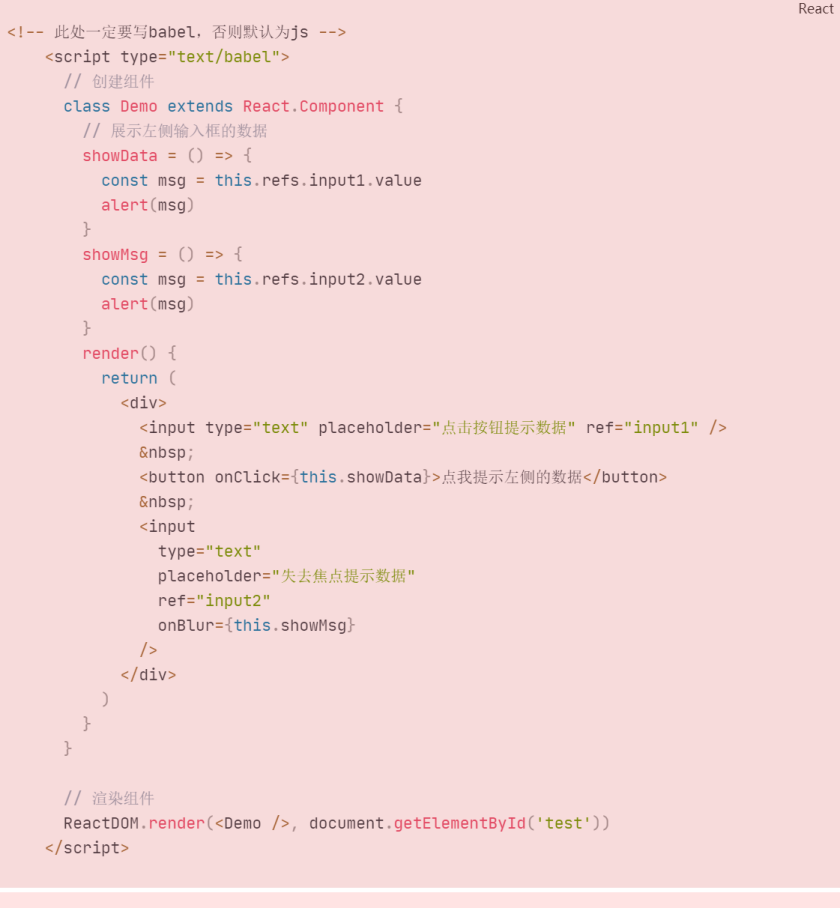 React
<!-- 此处一定要写babel，否则默认为js -->
<script type="text/babel">
// 创建组件
class Demo extends React.Component {
// 展示左侧输入框的数据
showData = () => {
const msg = this.refs.input1.value
alert(msg)
}
showMsg = () => {
const msg = this.refs.input2.value
alert(msg)
}
render() {
return (
<div>
<input type="text" placeholder="点击按钮提示数据" ref="input1" />
&nbsp;
<button onClick={this.showData}>点我提示左侧的数据</button>
&nbsp;
<input
type="text"
placeholder="失去焦点提示数据"
ref="input2"
onBlur={this.showMsg}
/>
</div>
)
}
}
// 渲染组件
ReactDOM.render(<Demo />, document.getElementById('test'))
</script>